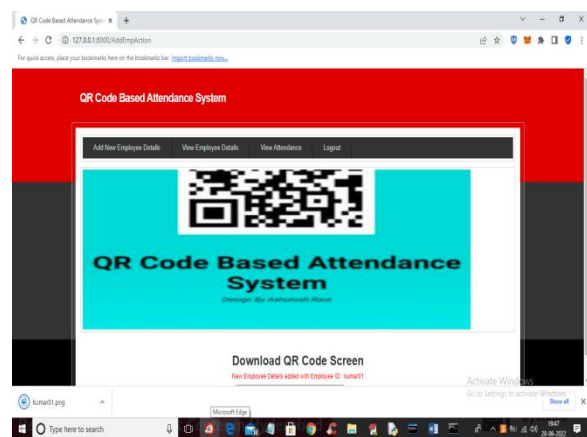 QR Code Based Attendance Syst
127.0.0.1:8000/AddEmpAction
For quick access, place your bookmarks here on the bookmarks bar. Import bookmarks now...
QR Code Based Attendance System
Add New Employee Details View Employee Details View Attendance Logout
QR Code Based Attendance
System
Design By Ashutosh Raut
Download QR Code Screen
New Employee Details added with Employee ID : kumar01
Activate Windows
Go to Settings to activate Windows.
kumar01.png
Show all
Microsoft Edge
Type here to search
19:47
28-06-2022